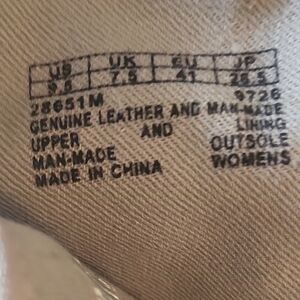 US UK EU JP
9.5 7.5 41 26.5
28651M 9726
GENUINE LEATHER AND MAN-MADE
UPPER AND LINING
MAN-MADE OUTSOLE
MADE IN CHINA WOMENS